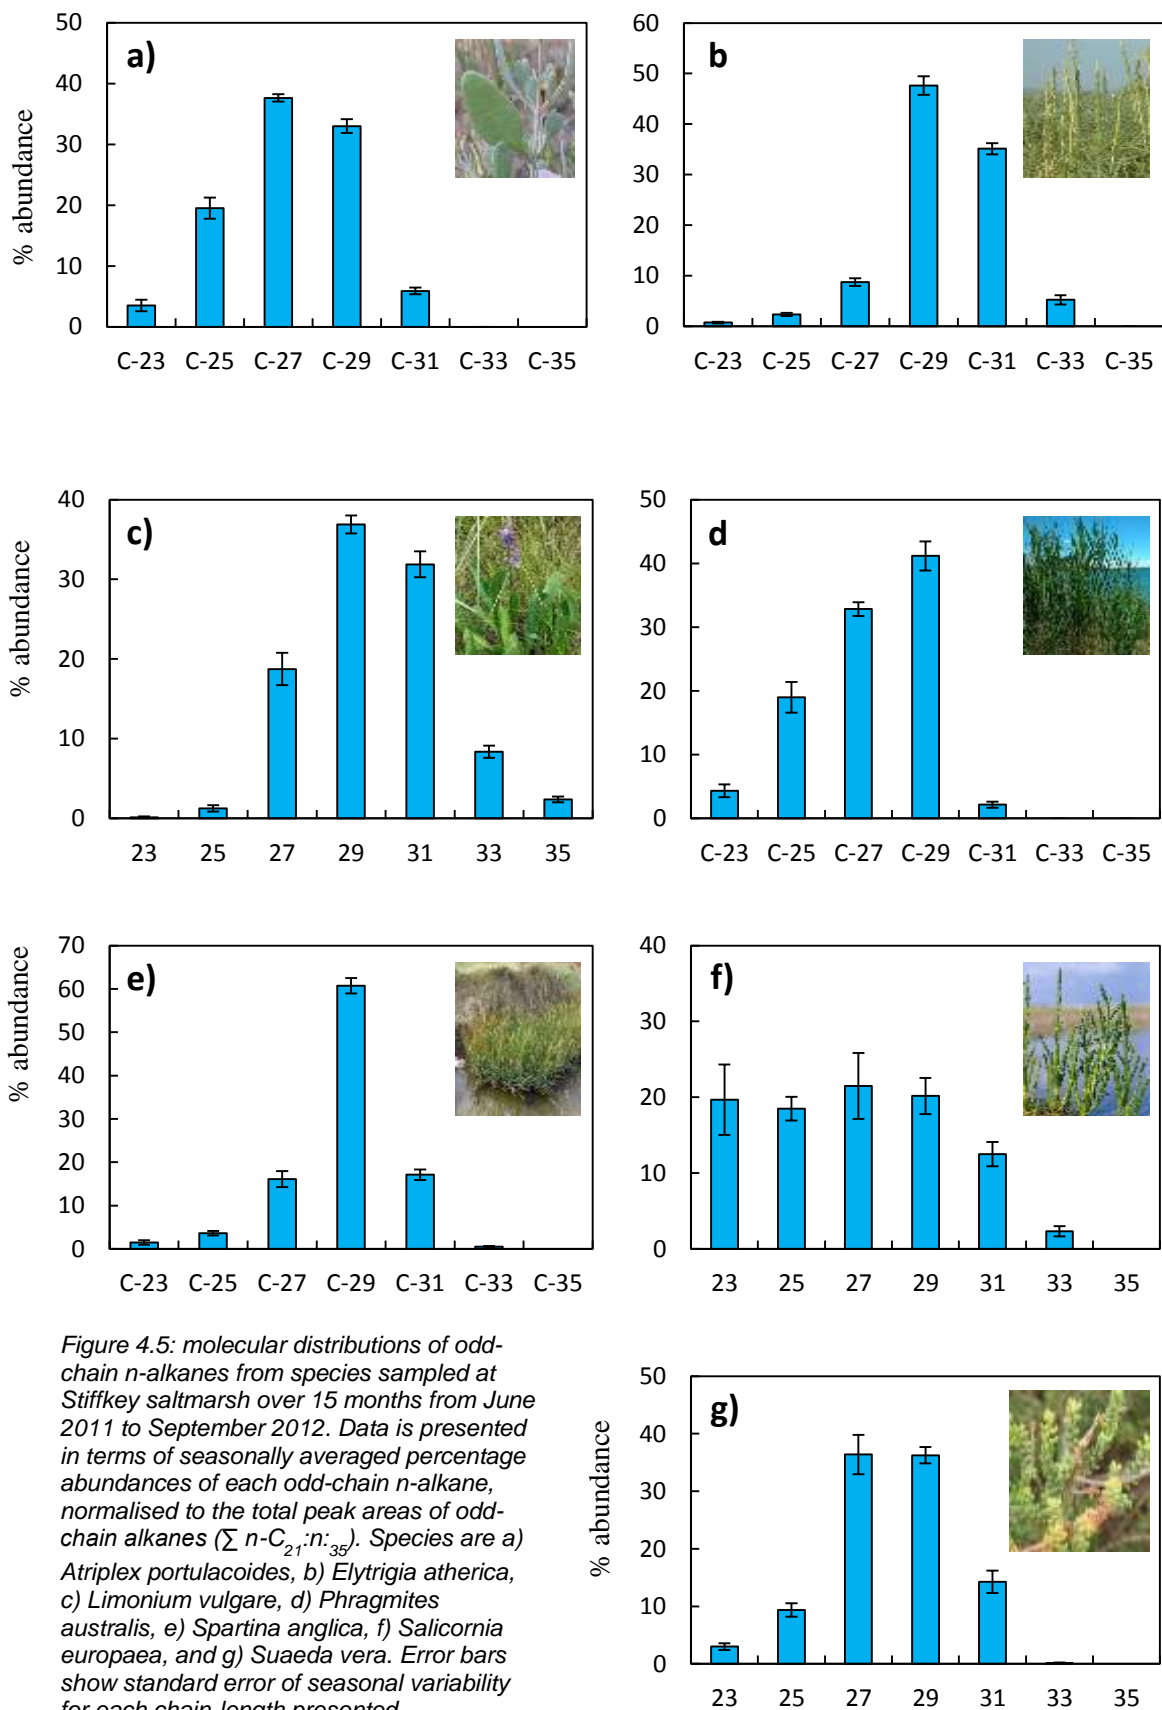 a)
% abundance
50
40
30
20
10
0
C-23 C-25 C-27 C-29 C-31 C-33 C-35
b
60
50
40
30
20
10
0
C-23 C-25 C-27 C-29 C-31 C-33 C-35
c)
% abundance
40
30
20
10
0
23 25 27 29 31 33 35
d
50
40
30
20
10
0
C-23 C-25 C-27 C-29 C-31 C-33 C-35
e)
% abundance
70
60
50
40
30
20
10
0
C-23 C-25 C-27 C-29 C-31 C-33 C-35
f)
40
30
20
10
0
23 25 27 29 31 33 35
Figure 4.5: molecular distributions of odd-
chain n-alkanes from species sampled at
Stiffkey saltmarsh over 15 months from June
2011 to September 2012. Data is presented
in terms of seasonally averaged percentage
abundances of each odd-chain n-alkane,
normalised to the total peak areas of odd-
chain alkanes (∑ n-C21:n:35). Species are a)
Atriplex portulacoides, b) Elytrigia atherica,
c) Limonium vulgare, d) Phragmites
australis, e) Spartina anglica, f) Salicornia
europaea, and g) Suaeda vera. Error bars
show standard error of seasonal variability
for each chain-length presented
g)
% abundance
50
40
30
20
10
0
23 25 27 29 31 33 35